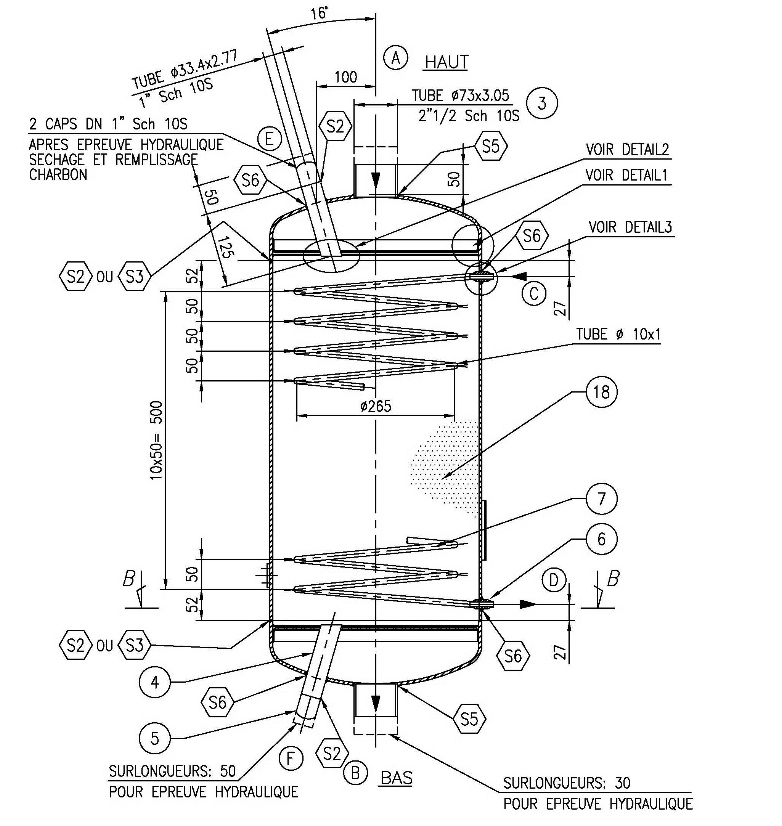 16°
TUBE ø33.4x2.77
1" Sch 10S
100
A
HAUT
TUBE ø73x3.05
2"1/2 Sch 10S
3
2 CAPS DN 1" Sch 10S
APRES EPREUVE HYDRAULIQUE
SECHAGE ET REMPLISSAGE
CHARBON
E
S2
S5
S6
50
50
125
VOIR DETAIL2
VOIR DETAIL1
S6
VOIR DETAIL3
S2 OU S3
52
C
27
50
50
50
TUBE ø 10x1
ø265
10x50= 500
18
7
6
B
50
D
B
52
S2 OU S3
S6
27
4
S6
S5
5
F
S2
B
BAS
SURLONGUEURS: 50
POUR EPREUVE HYDRAULIQUE
SURLONGUEURS: 30
POUR EPREUVE HYDRAULIQUE